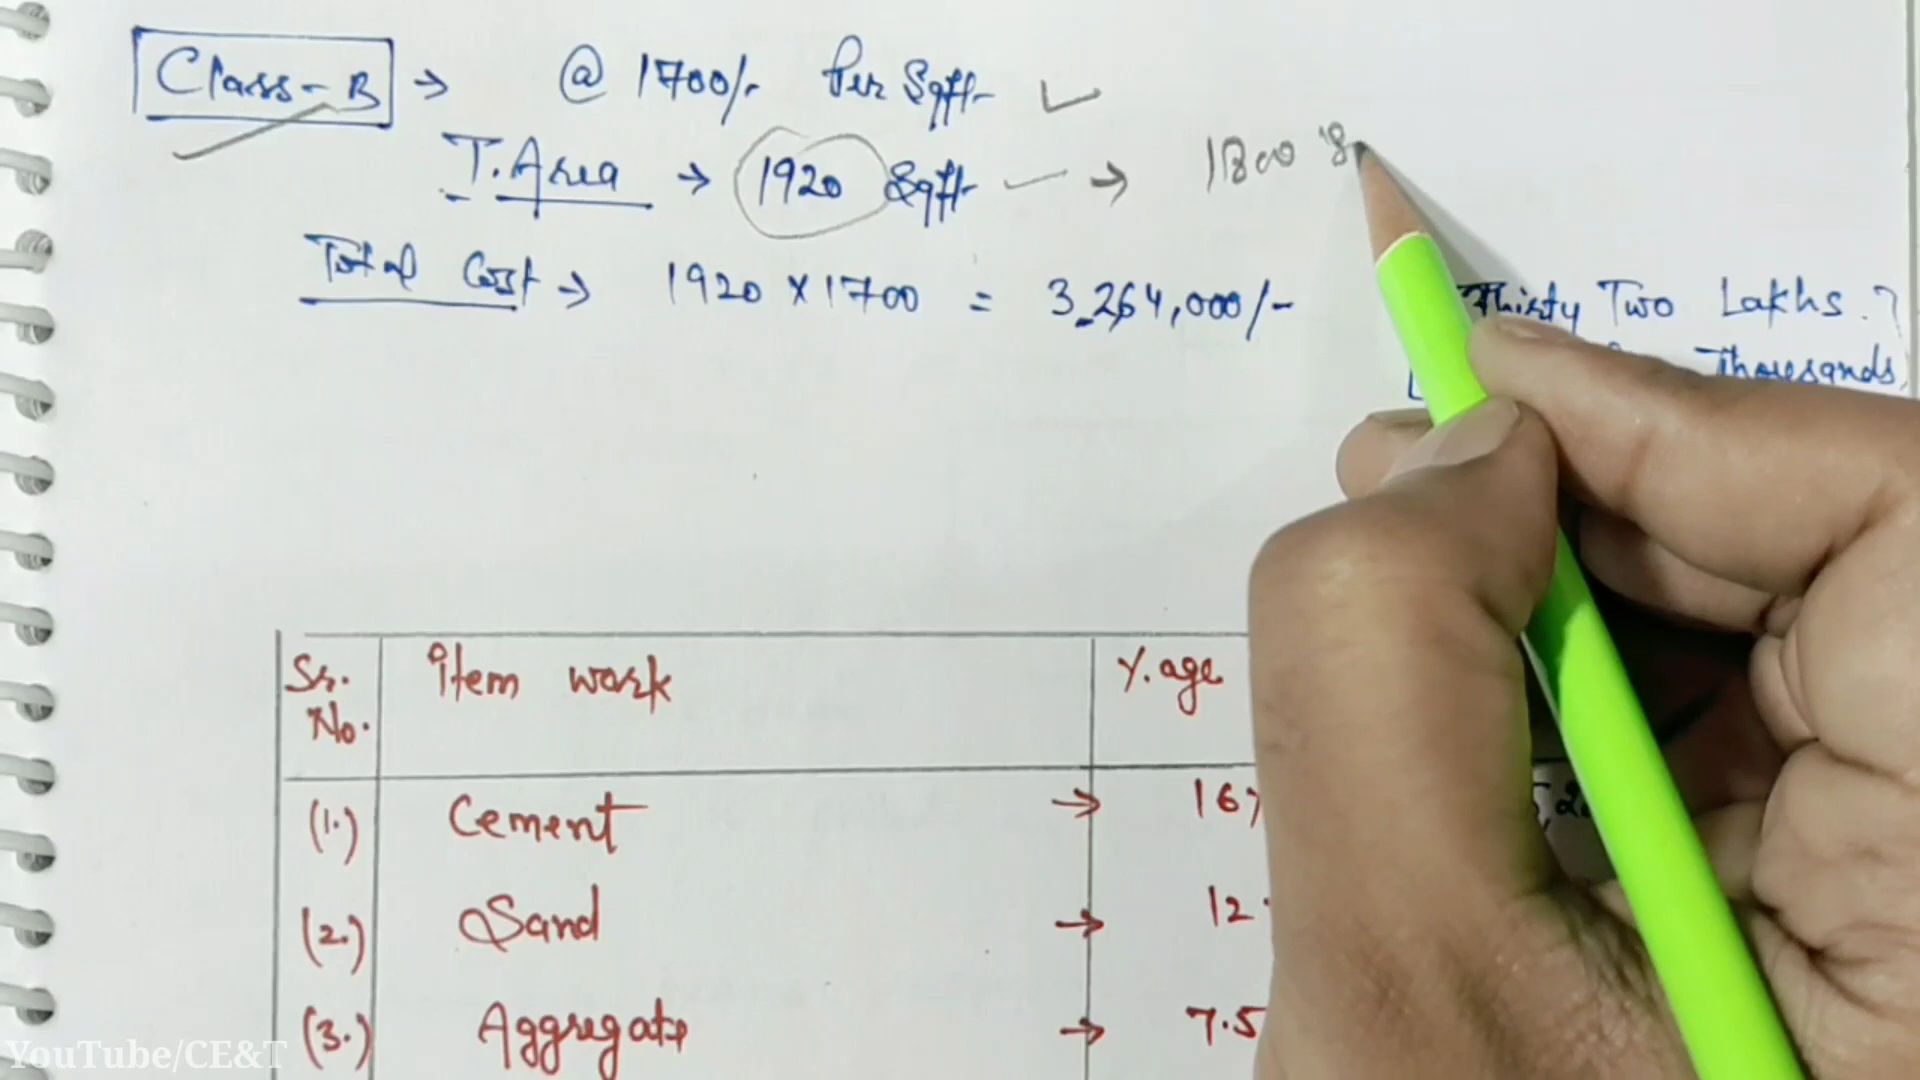 Class-B → @ 1700/- Per Sqft-
T.Area → 1920 Sqft → 1800 S
Total Cost → 1920 × 1700 = 3,264,000/-
Thirty Two Lakhs.
Thousands
Sr. No. Item work Y.age
(1.) Cement → 16
(2.) Sand → 12.
(3.) Aggregate → 7.5
YouTube/CE&T